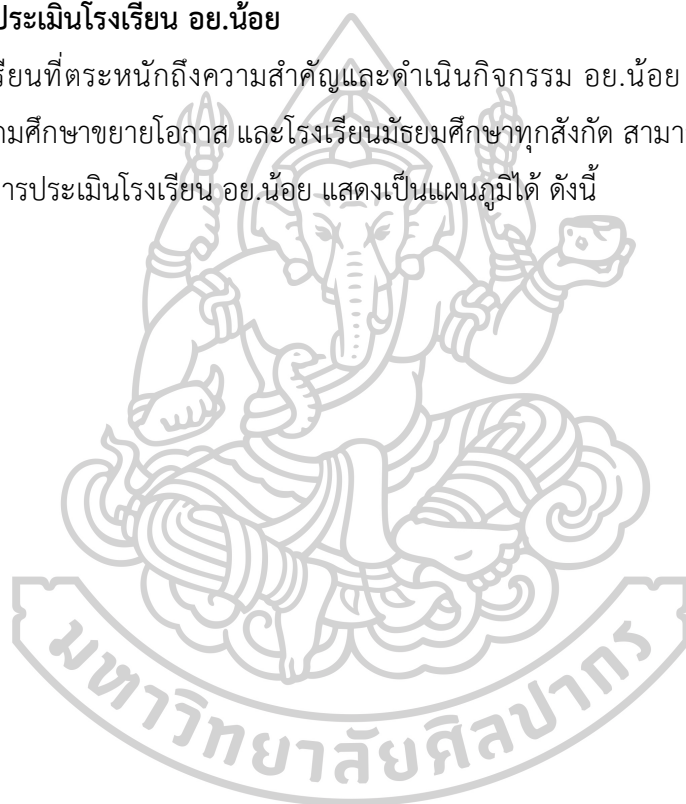 ประเมินโรงเรียน อย.น้อย
รียนที่ตระหนักถึงความสำคัญและดำเนินกิจกรรม อย.น้อย
ามศึกษาขยายโอกาส และโรงเรียนมัธยมศึกษาทุกสังกัด สามา
ารประเมินโรงเรียน อย.น้อย แสดงเป็นแผนภูมิได้ ดังนี้
มหาวิทยาลัยศิลปากร